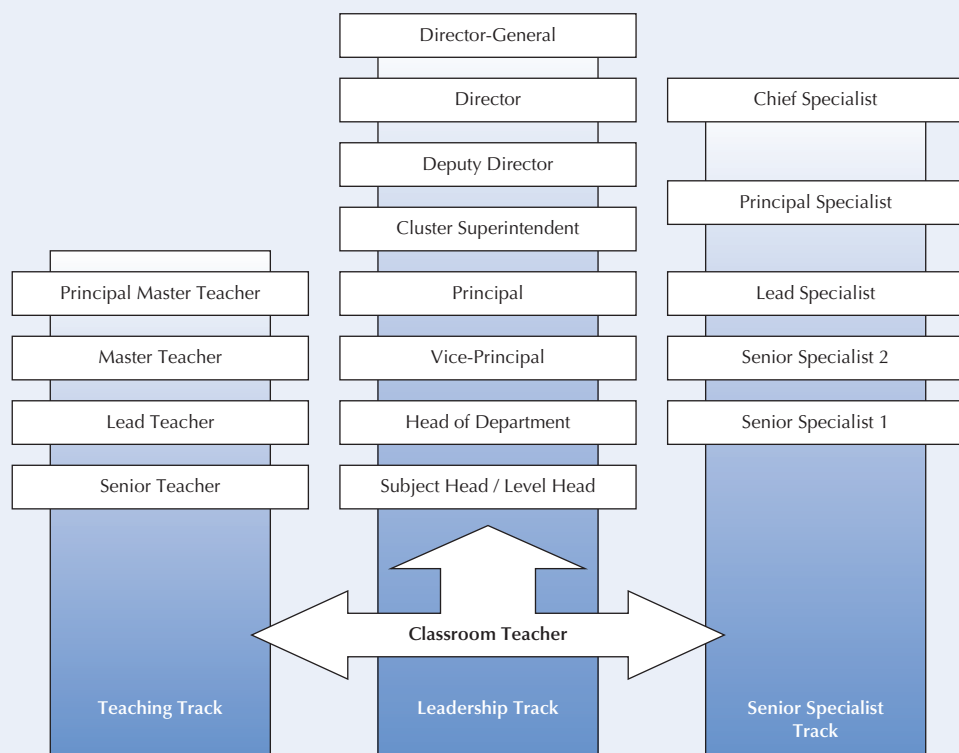 Director-General
Director
Chief Specialist
Deputy Director
Principal Specialist
Cluster Superintendent
Principal Master Teacher
Principal
Lead Specialist
Master Teacher
Vice-Principal
Senior Specialist 2
Lead Teacher
Head of Department
Senior Specialist 1
Senior Teacher
Subject Head / Level Head
Classroom Teacher
Teaching Track
Leadership Track
Senior Specialist
Track